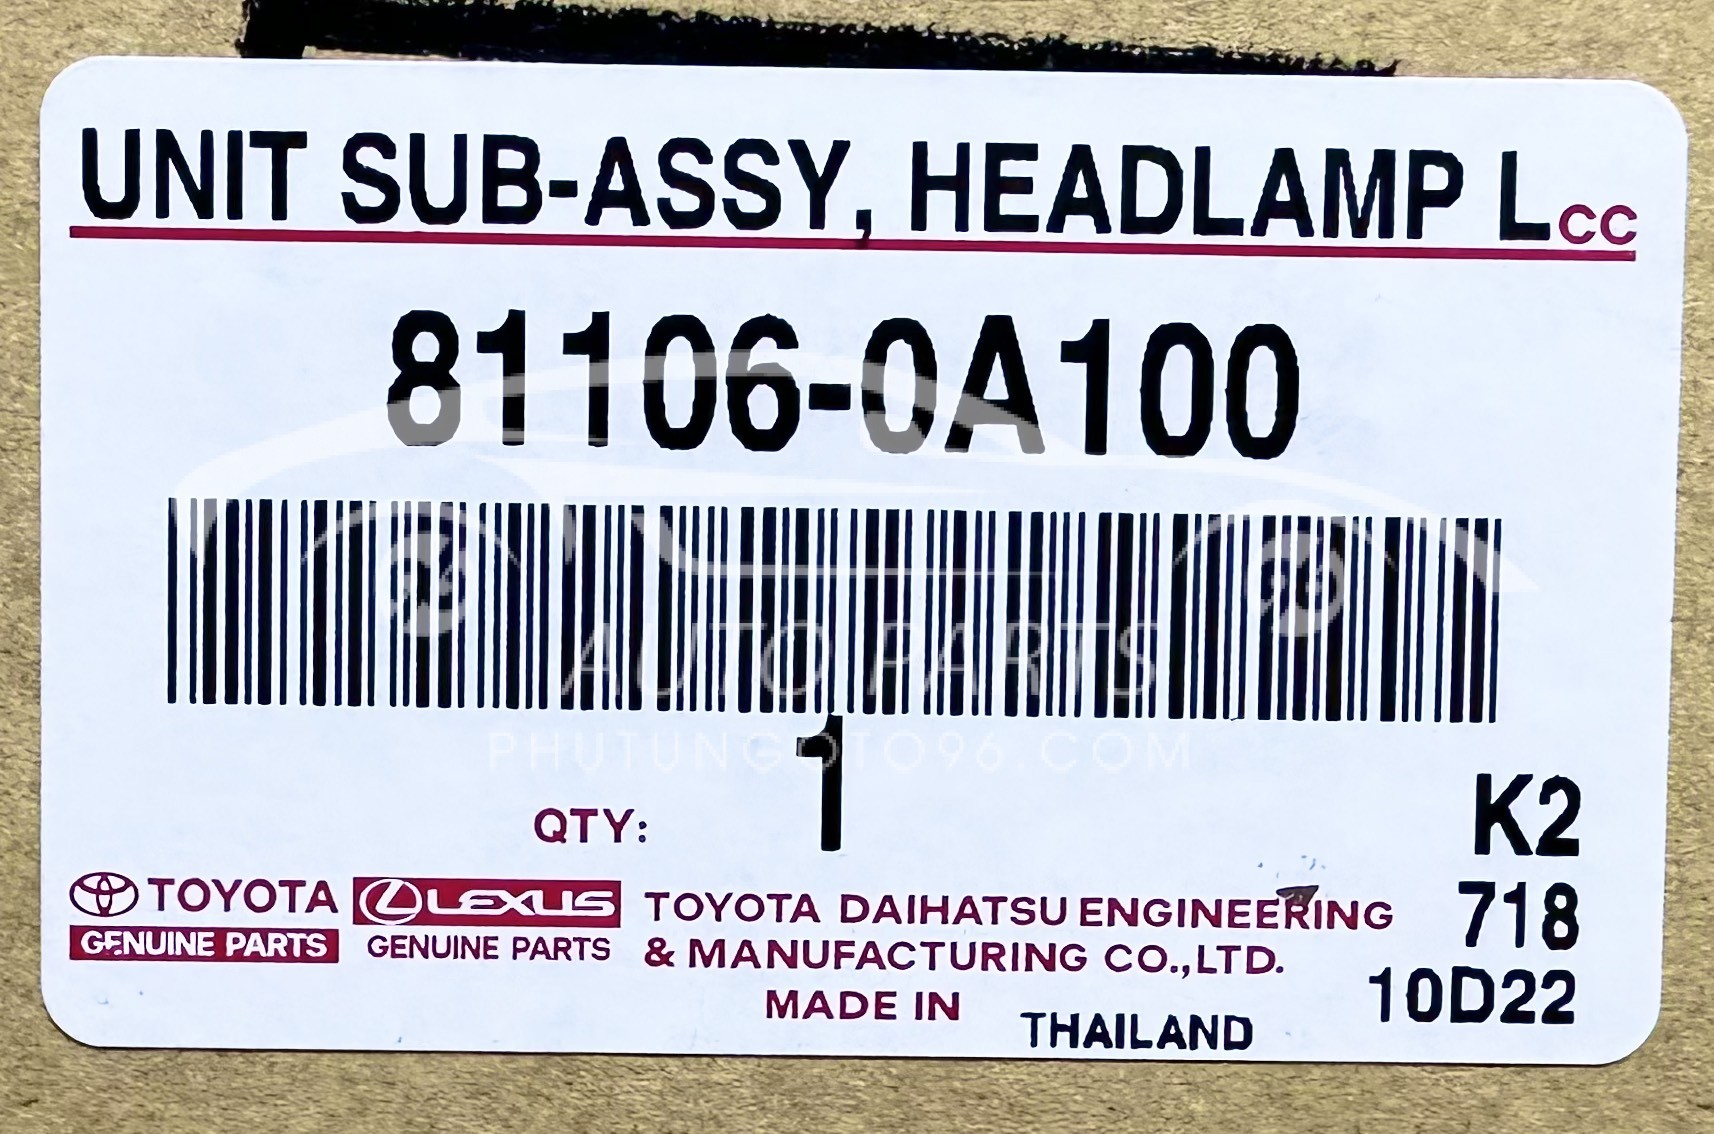 UNIT SUB-ASSY, HEADLAMP L CC
81106-0A100
AUTO PARTS
PHUTUNGOTO96.COM
QTY: 1
K2
718
10D22
TOYOTA
GENUINE PARTS
LEXUS
GENUINE PARTS
TOYOTA DAIHATSU ENGINEERING
& MANUFACTURING CO.,LTD.
MADE IN THAILAND